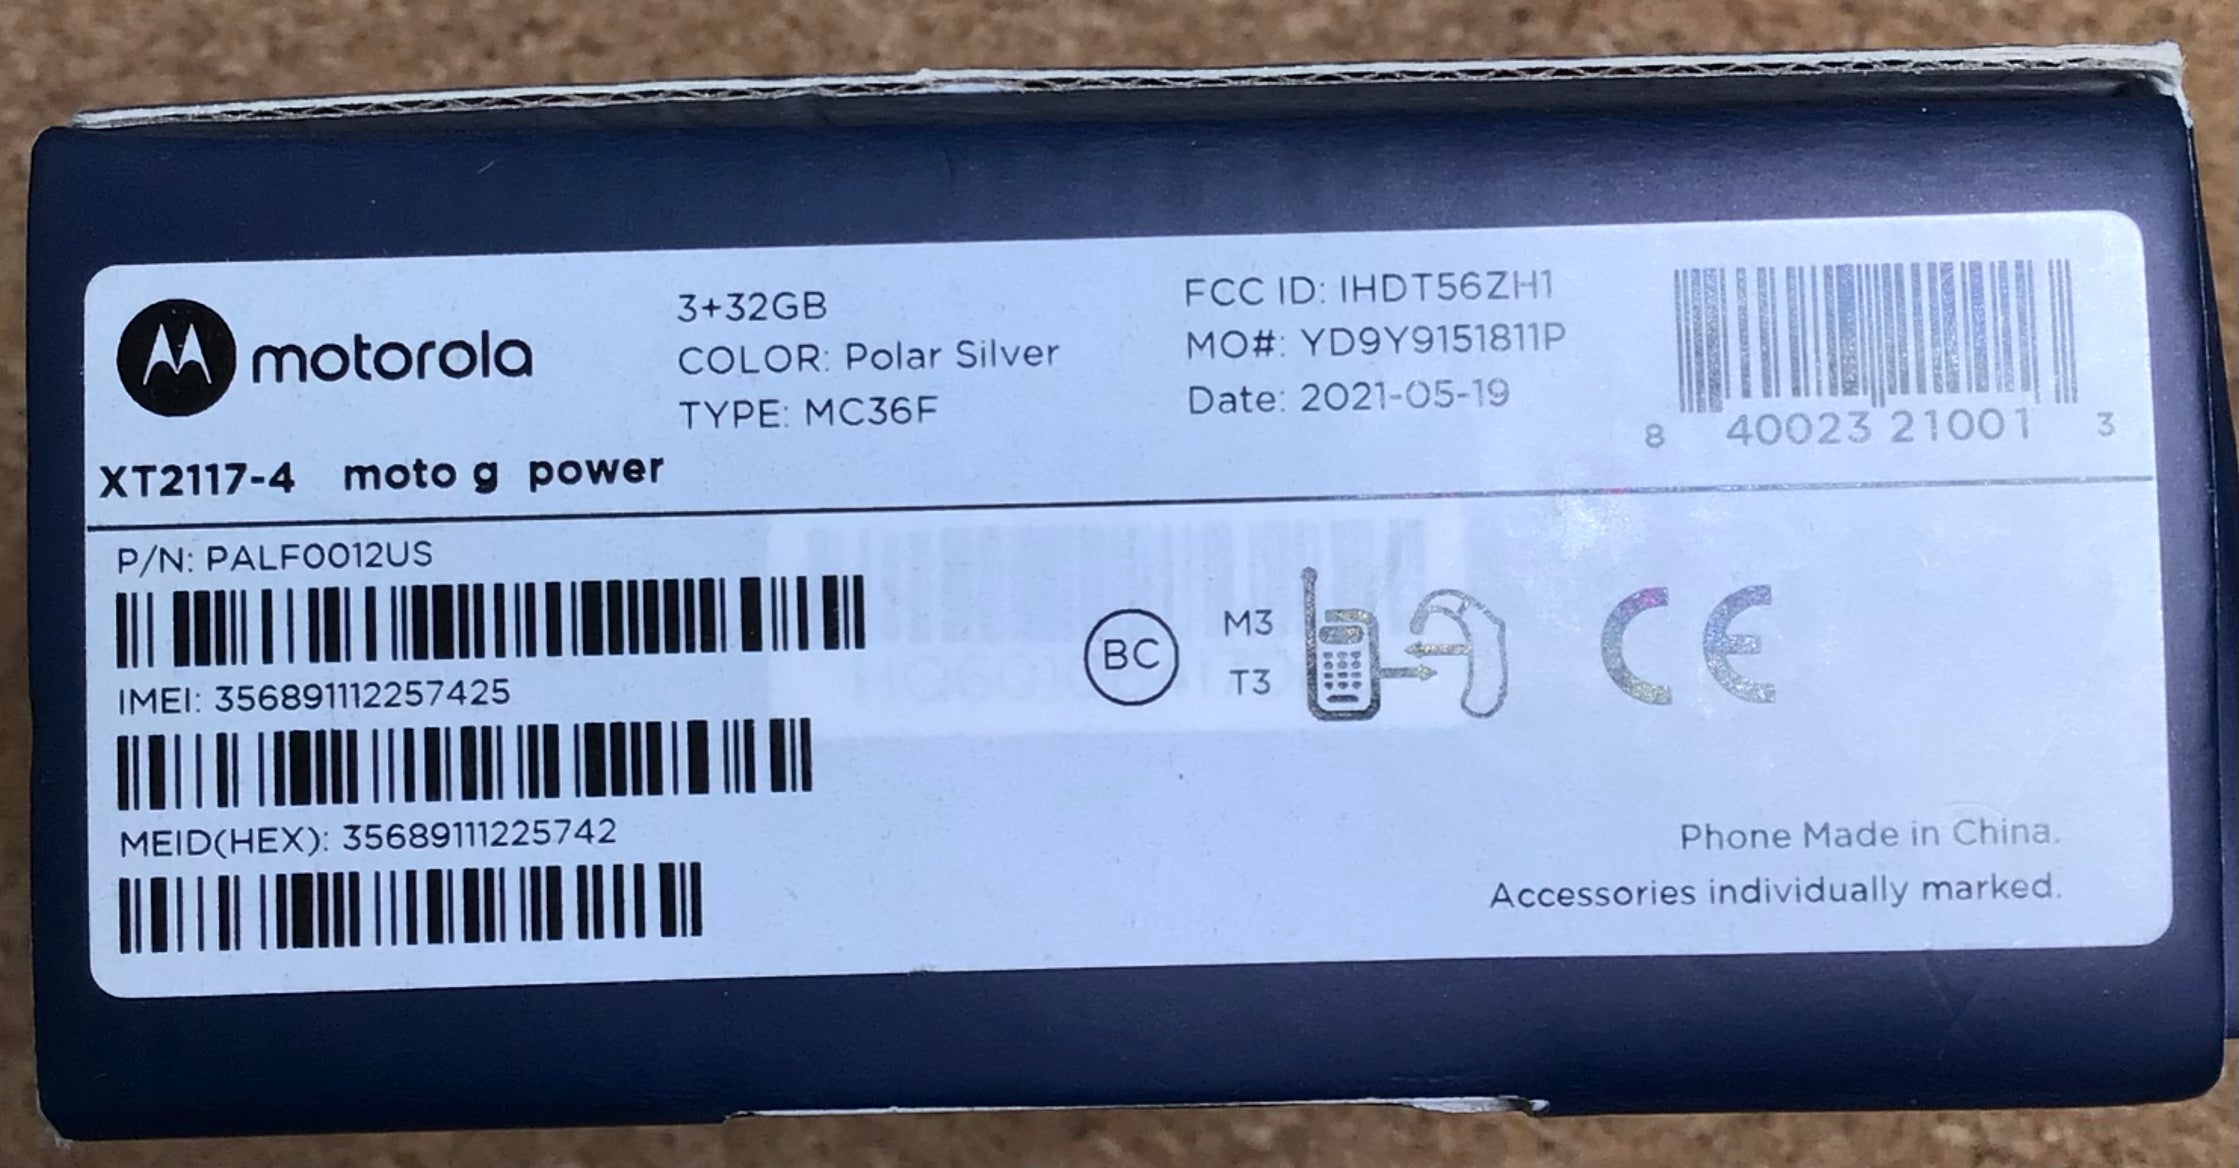 motorola
3+32GB
COLOR: Polar Silver
TYPE: MC36F
FCC ID: IHDT56ZH1
MO#: YD9Y9151811P
Date: 2021-05-19
8 40023 21001 3
XT2117-4 moto g power
P/N: PALF0012US
IMEI: 356891112257425
MEID(HEX): 35689111225742
BC
M3
T3
CE
Phone Made in China.
Accessories individually marked.